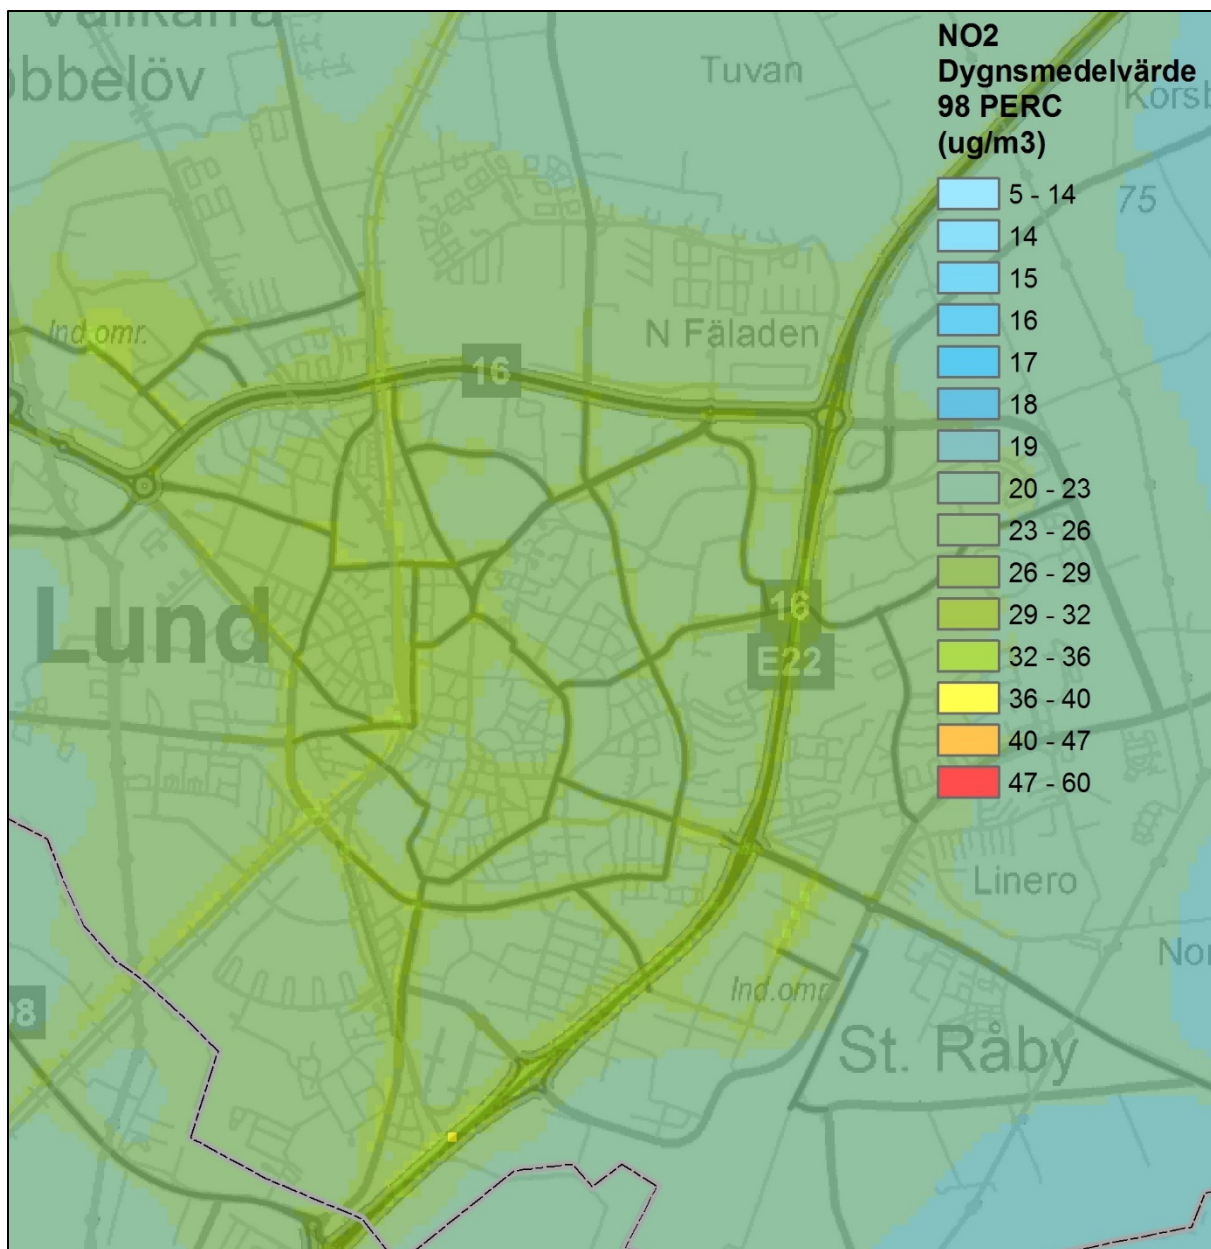 Vallkärra
Tuvan
Korsb
obbelöv
75
Ind.omr.
N Fäladen
16
Lund
16
E22
Linero
Nor
Ind.omr.
St. Råby
NO2
Dygnsmedelvärde
98 PERC
(ug/m3)
5 - 14
14
15
16
17
18
19
20 - 23
23 - 26
26 - 29
29 - 32
32 - 36
36 - 40
40 - 47
47 - 60